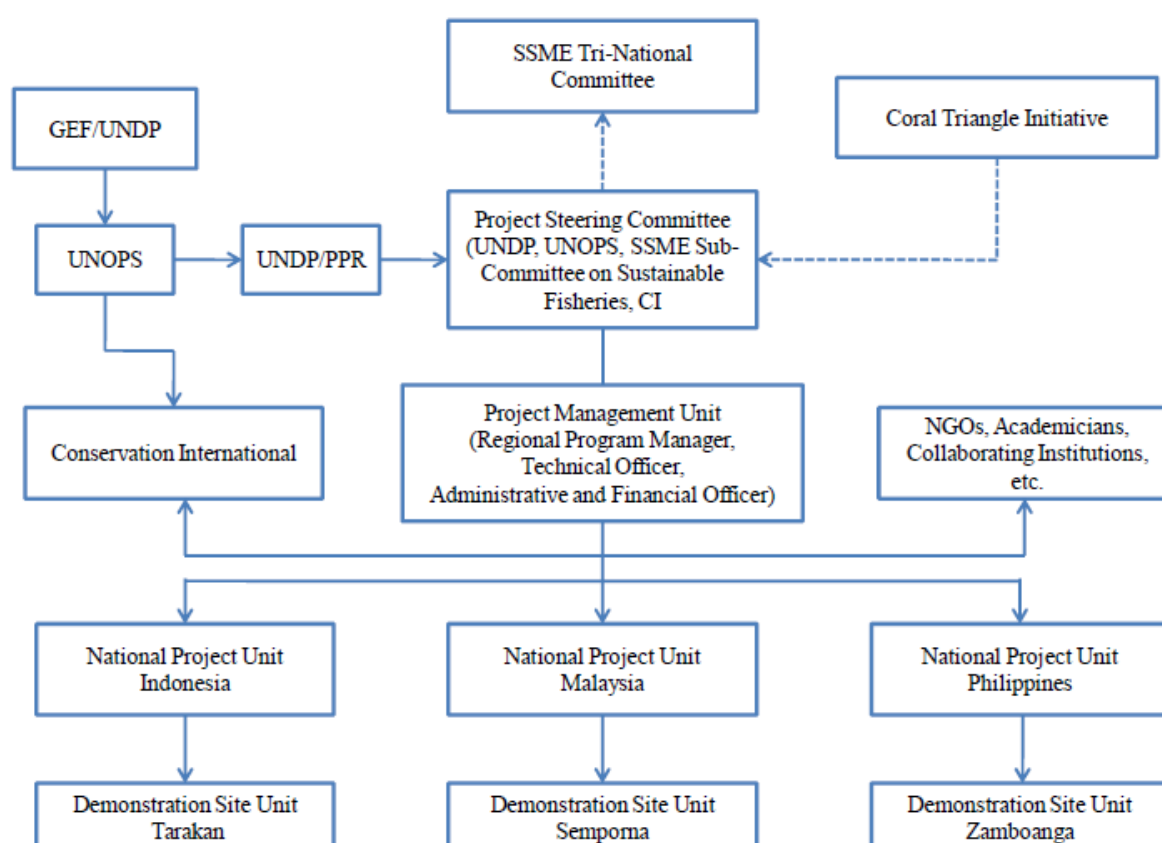 SSME Tri-National
Committee
GEF/UNDP
Coral Triangle Initiative
UNOPS
UNDP/PPR
Project Steering Committee
(UNDP, UNOPS, SSME Sub-
Committee on Sustainable
Fisheries, CI
Conservation International
Project Management Unit
(Regional Program Manager,
Technical Officer,
Administrative and Financial Officer)
NGOs, Academicians,
Collaborating Institutions,
etc.
National Project Unit
Indonesia
National Project Unit
Malaysia
National Project Unit
Philippines
Demonstration Site Unit
Tarakan
Demonstration Site Unit
Semporna
Demonstration Site Unit
Zamboanga